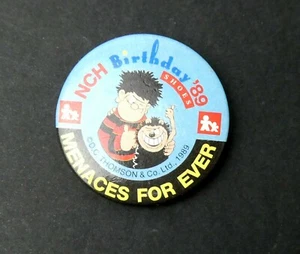 NCH Birthday '89
SHOES
©D.C. THOMSON & Co. Ltd., 1989
MENACES FOR EVER